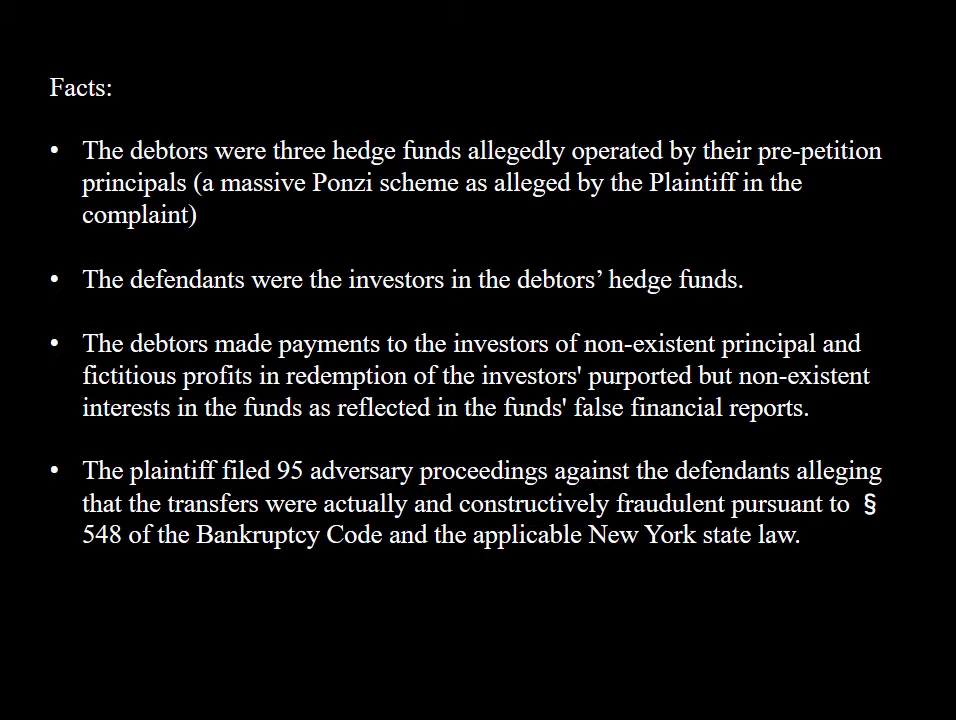 Facts:
• The debtors were three hedge funds allegedly operated by their pre-petition
principals (a massive Ponzi scheme as alleged by the Plaintiff in the
complaint)
• The defendants were the investors in the debtors’ hedge funds.
• The debtors made payments to the investors of non-existent principal and
fictitious profits in redemption of the investors' purported but non-existent
interests in the funds as reflected in the funds' false financial reports.
• The plaintiff filed 95 adversary proceedings against the defendants alleging
that the transfers were actually and constructively fraudulent pursuant to §
548 of the Bankruptcy Code and the applicable New York state law.